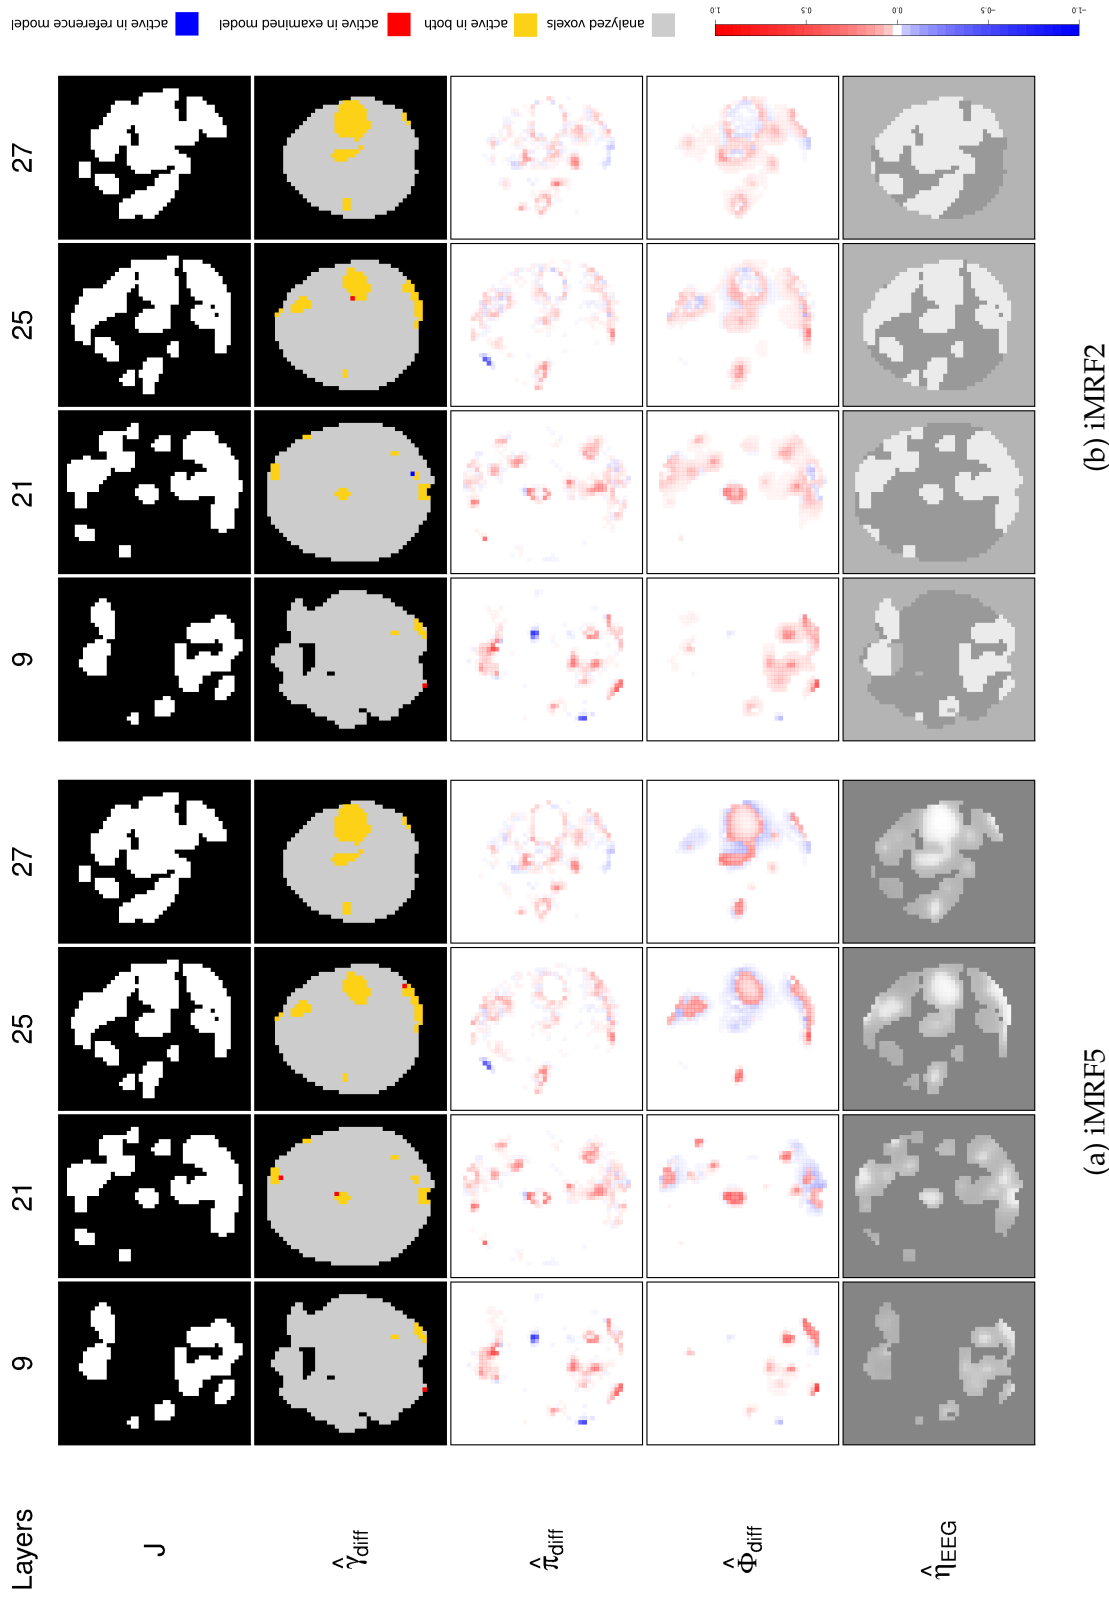 Layers
9
21
25
27
9
21
25
27
J
γ̂diff
π̂diff
Φ̂diff
η̂EEG
(a) iMRF5
(b) iMRF2
active in reference model
active in examined model
active in both
analyzed voxels
1.0
0.5
0.0
−0.5
−1.0